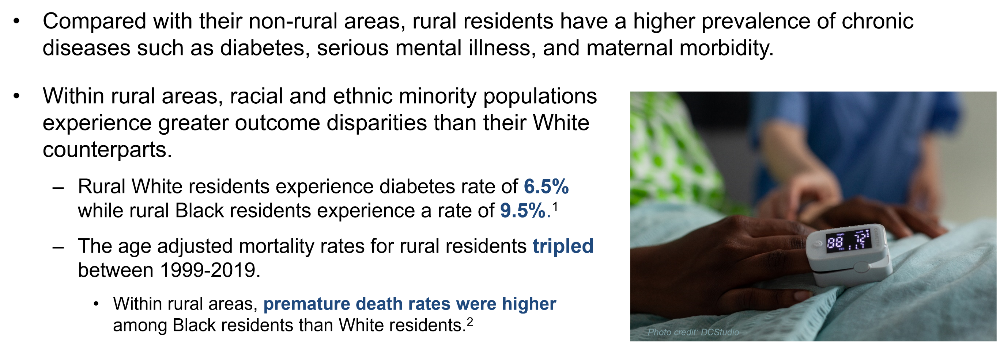 • Compared with their non-rural areas, rural residents have a higher prevalence of chronic
diseases such as diabetes, serious mental illness, and maternal morbidity.
• Within rural areas, racial and ethnic minority populations
experience greater outcome disparities than their White
counterparts.
– Rural White residents experience diabetes rate of 6.5%
while rural Black residents experience a rate of 9.5%.1
– The age adjusted mortality rates for rural residents tripled
between 1999-2019.
• Within rural areas, premature death rates were higher
among Black residents than White residents.2
%SpO2
88 72
OXIMETER
Photo credit: DCStudio